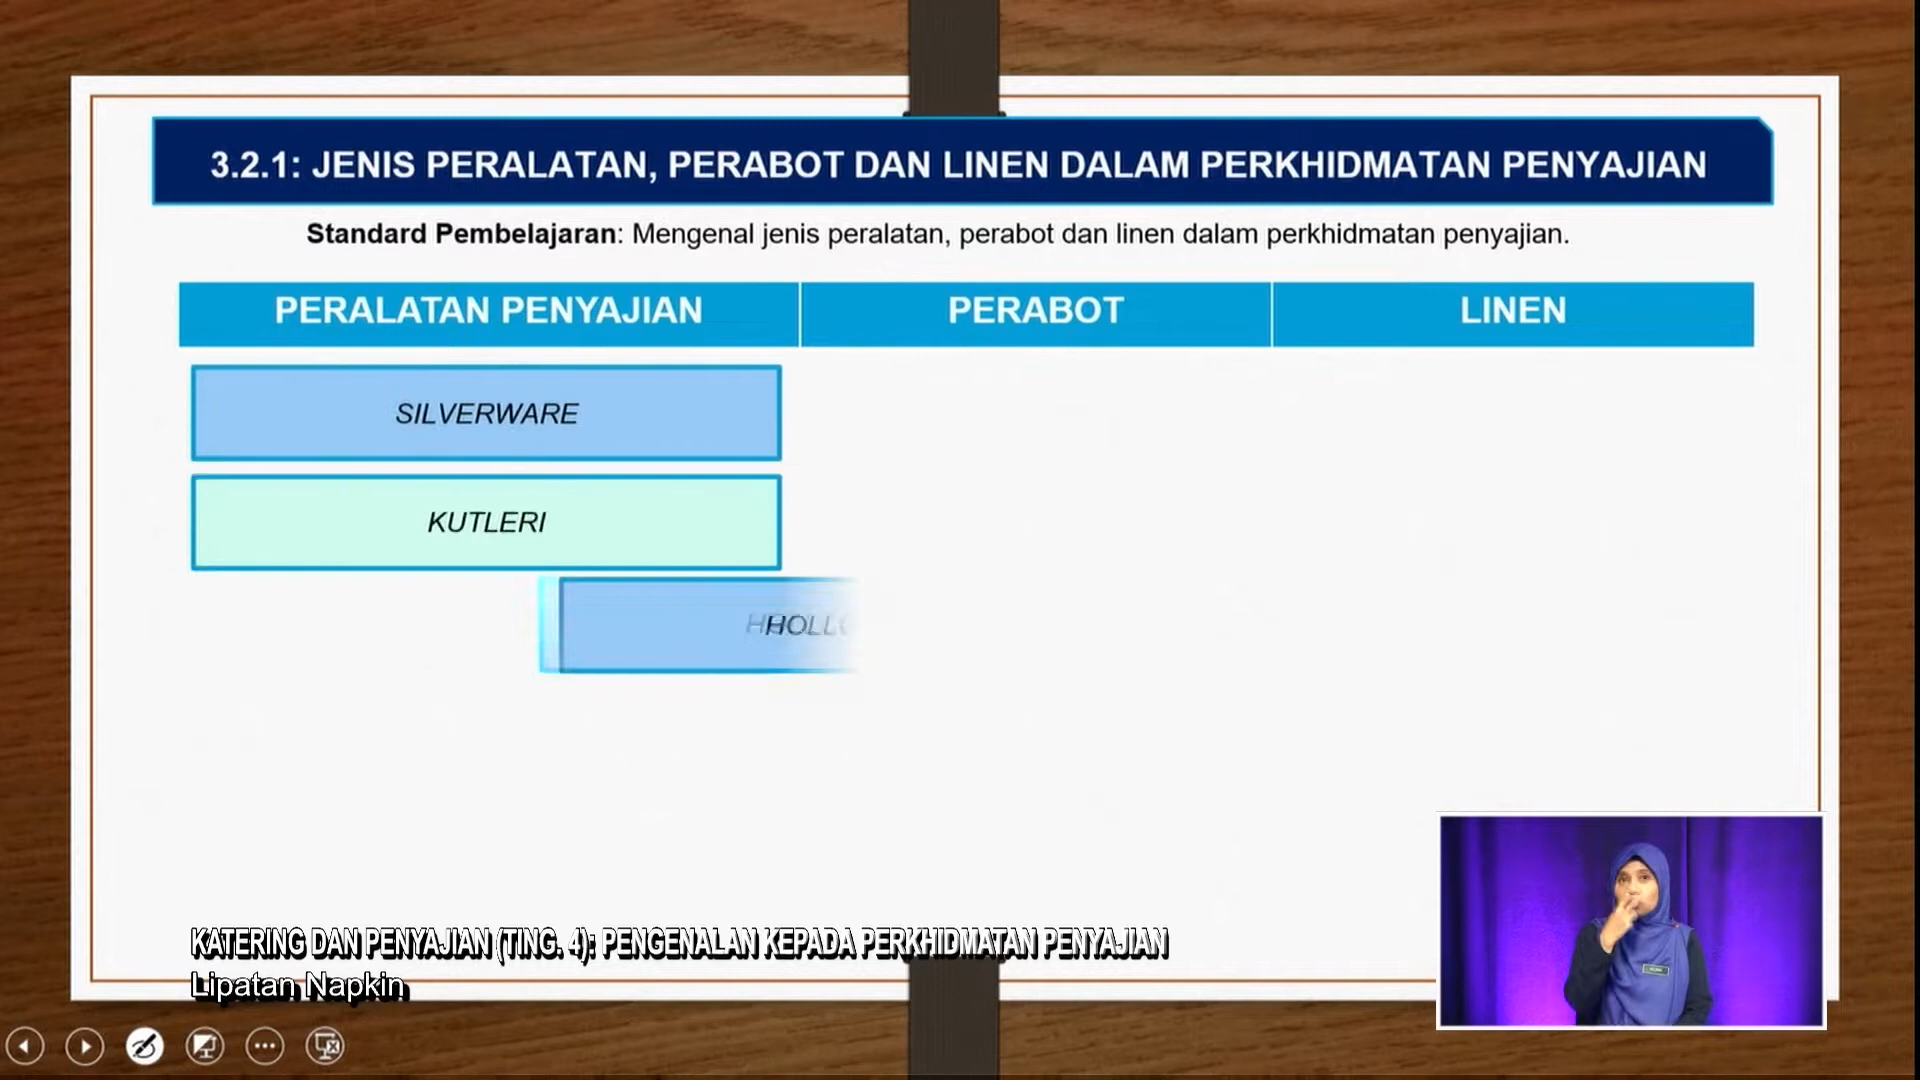 3.2.1: JENIS PERALATAN, PERABOT DAN LINEN DALAM PERKHIDMATAN PENYAJIAN
Standard Pembelajaran: Mengenal jenis peralatan, perabot dan linen dalam perkhidmatan penyajian.
PERALATAN PENYAJIAN PERABOT LINEN
SILVERWARE
KUTLERI
KATERING DAN PENYAJIAN (TING. 4): PENGENALAN KEPADA PERKHIDMATAN PENYAJIAN
Lipatan Napkin